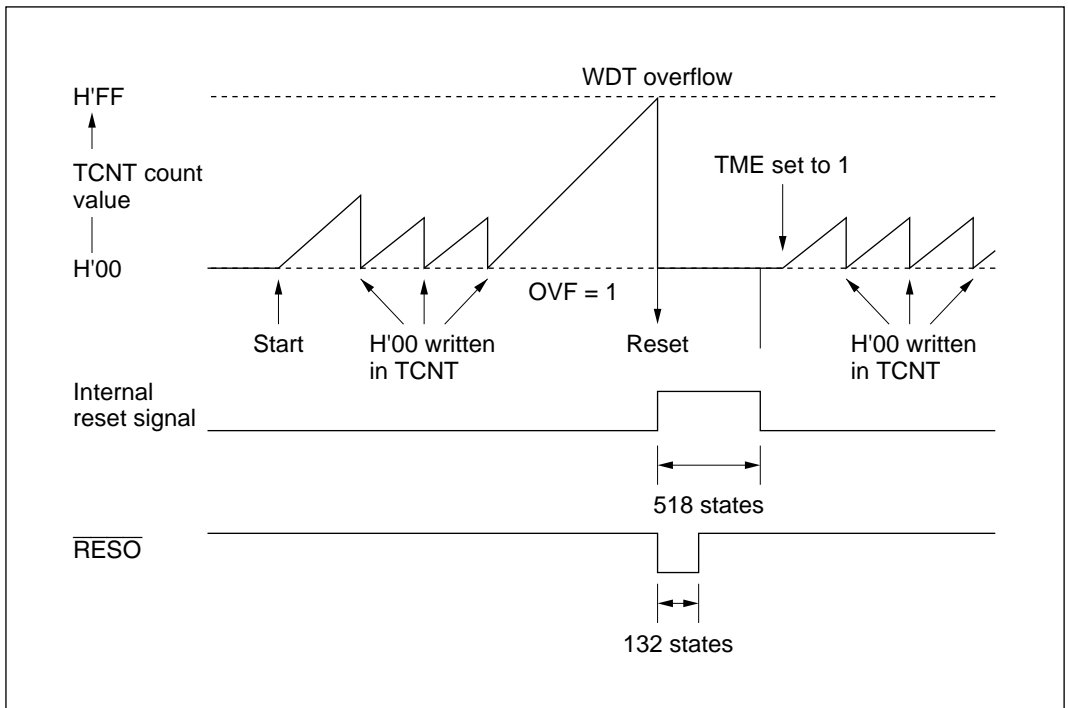 WDT overflow
H'FF
TME set to 1
TCNT count
value
H'00
OVF = 1
Start
H'00 written
in TCNT
Reset
H'00 written
in TCNT
Internal
reset signal
518 states
RESO
132 states